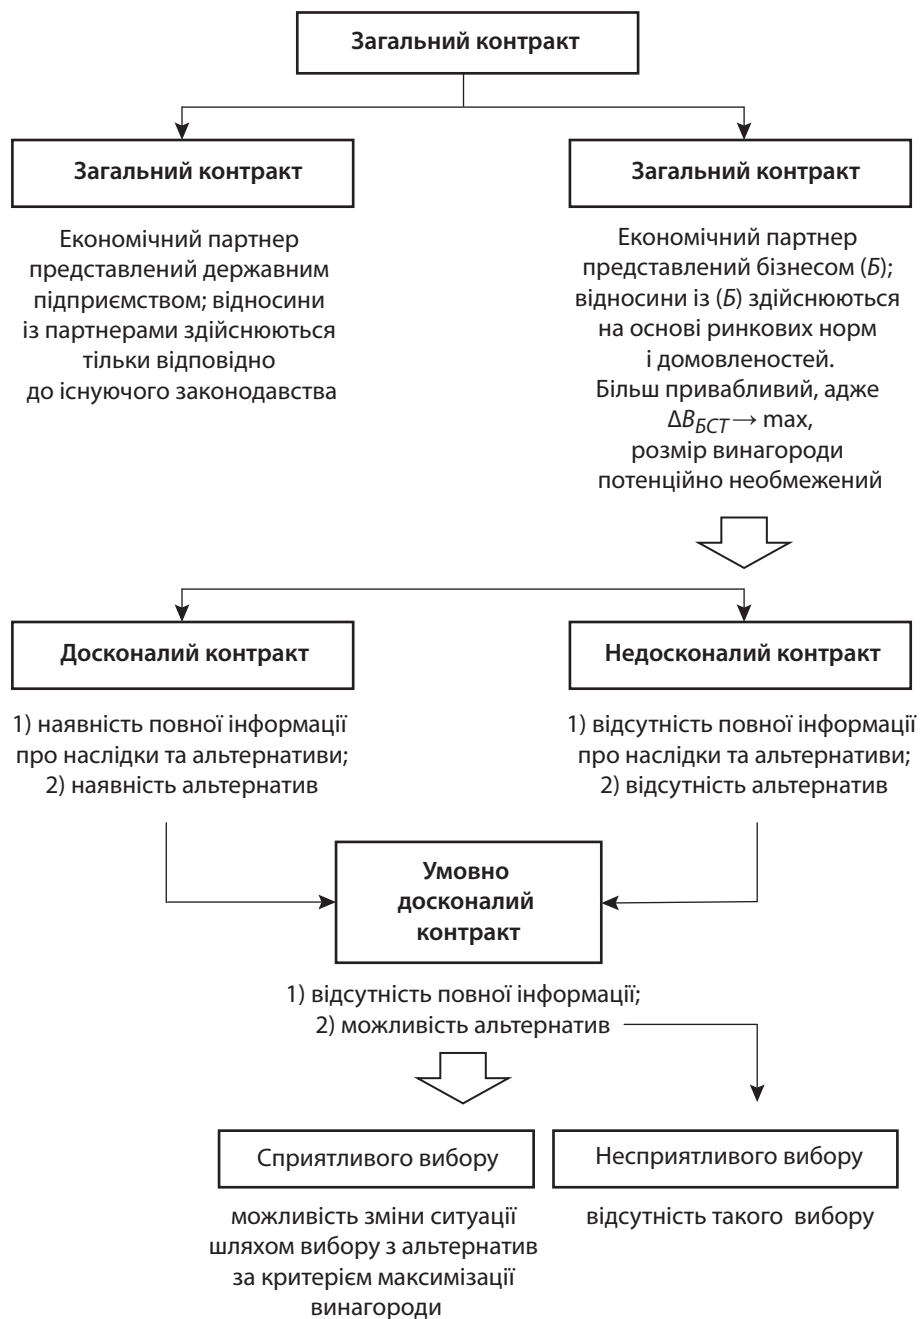 Загальний контракт
Загальний контракт
Економічний партнер
представлений державним
підприємством; відносини
із партнерами здійснюються
тільки відповідно
до існуючого законодавства
Загальний контракт
Економічний партнер
представлений бізнесом (Б);
відносини із (Б) здійснюються
на основі ринкових норм
і домовленостей.
Більш привабливий, адже
ΔВБСТ → max,
розмір винагороди
потенційно необмежений
Досконалий контракт
1) наявність повної інформації
про наслідки та альтернативи;
2) наявність альтернатив
Недосконалий контракт
1) відсутність повної інформації
про наслідки та альтернативи;
2) відсутність альтернатив
Умовно
досконалий
контракт
1) відсутність повної інформації;
2) можливість альтернатив
Сприятливого вибору
можливість зміни ситуації
шляхом вибору з альтернатив
за критерієм максимізації
винагороди
Несприятливого вибору
відсутність такого вибору